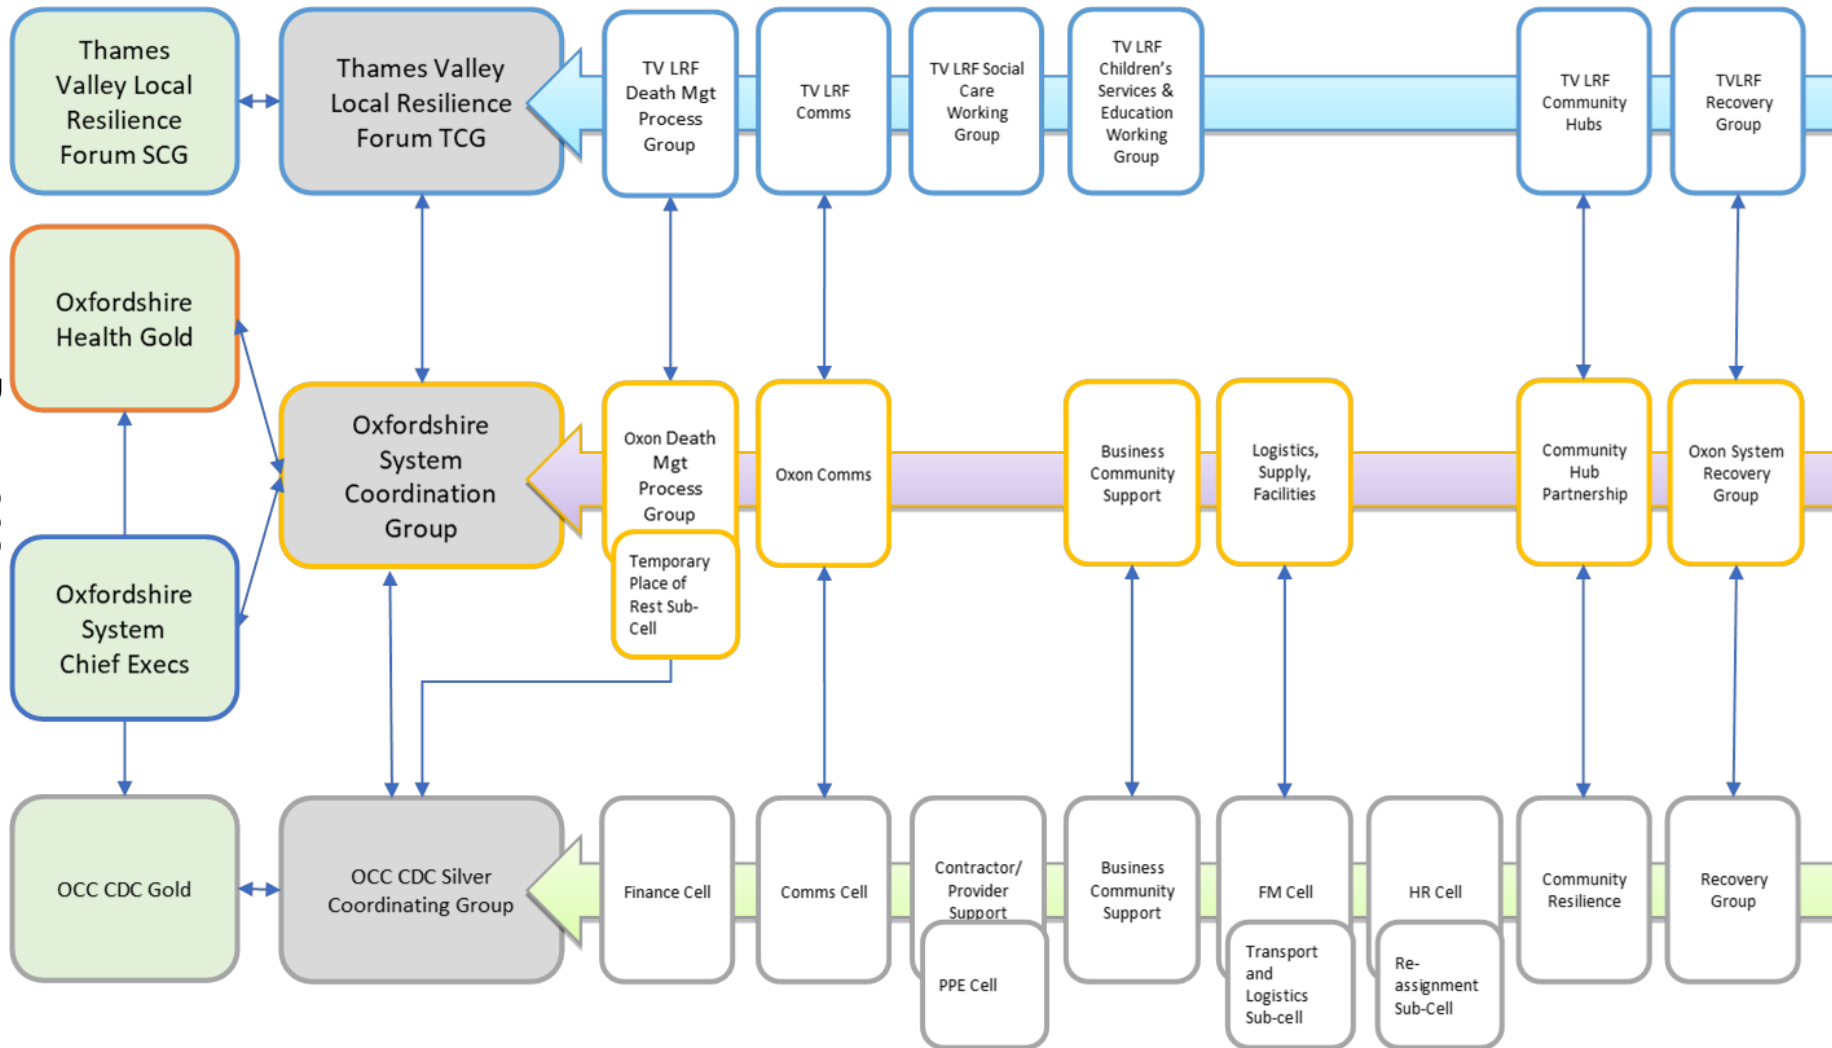 Thames
Valley Local
Resilience
Forum SCG
Thames Valley
Local Resilience
Forum TCG
TV LRF
Death Mgt
Process
Group
TV LRF
Comms
TV LRF Social
Care
Working
Group
TV LRF
Children's
Services &
Education
Working
Group
TV LRF
Community
Hubs
TVLRF
Recovery
Group
Oxfordshire
Health Gold
Oxfordshire
System
Coordination
Group
Oxon Death
Mgt
Process
Group
Temporary
Place of
Rest Sub-
Cell
Oxon Comms
Business
Community
Support
Logistics,
Supply,
Facilities
Community
Hub
Partnership
Oxon System
Recovery
Group
Oxfordshire
System
Chief Execs
OCC CDC Gold
OCC CDC Silver
Coordinating Group
Finance Cell
Comms Cell
Contractor/
Provider
Support
PPE Cell
Business
Community
Support
FM Cell
Transport
and
Logistics
Sub-cell
HR Cell
Re-
assignment
Sub-Cell
Community
Resilience
Recovery
Group